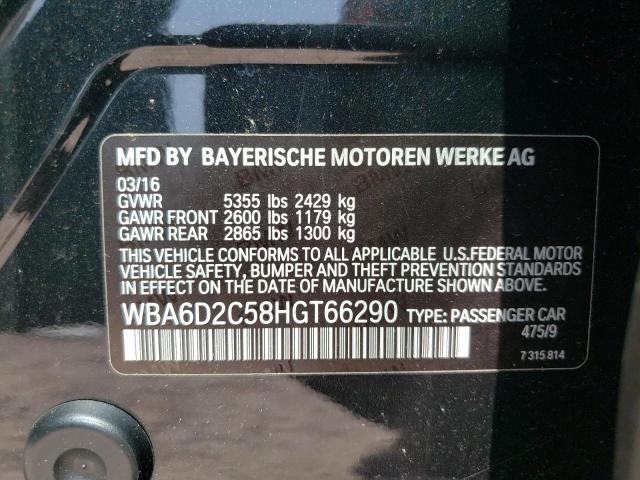 MFD BY BAYERISCHE MOTOREN WERKE AG
03/16
GVWR 5355 lbs 2429 kg
GAWR FRONT 2600 lbs 1179 kg
GAWR REAR 2865 lbs 1300 kg
THIS VEHICLE CONFORMS TO ALL APPLICABLE U.S.FEDERAL MOTOR
VEHICLE SAFETY, BUMPER AND THEFT PREVENTION STANDARDS
IN EFFECT ON THE DATE OF MANUFACTURE SHOWN ABOVE.
WBA6D2C58HGT66290 TYPE: PASSENGER CAR
475/9
7 315 814